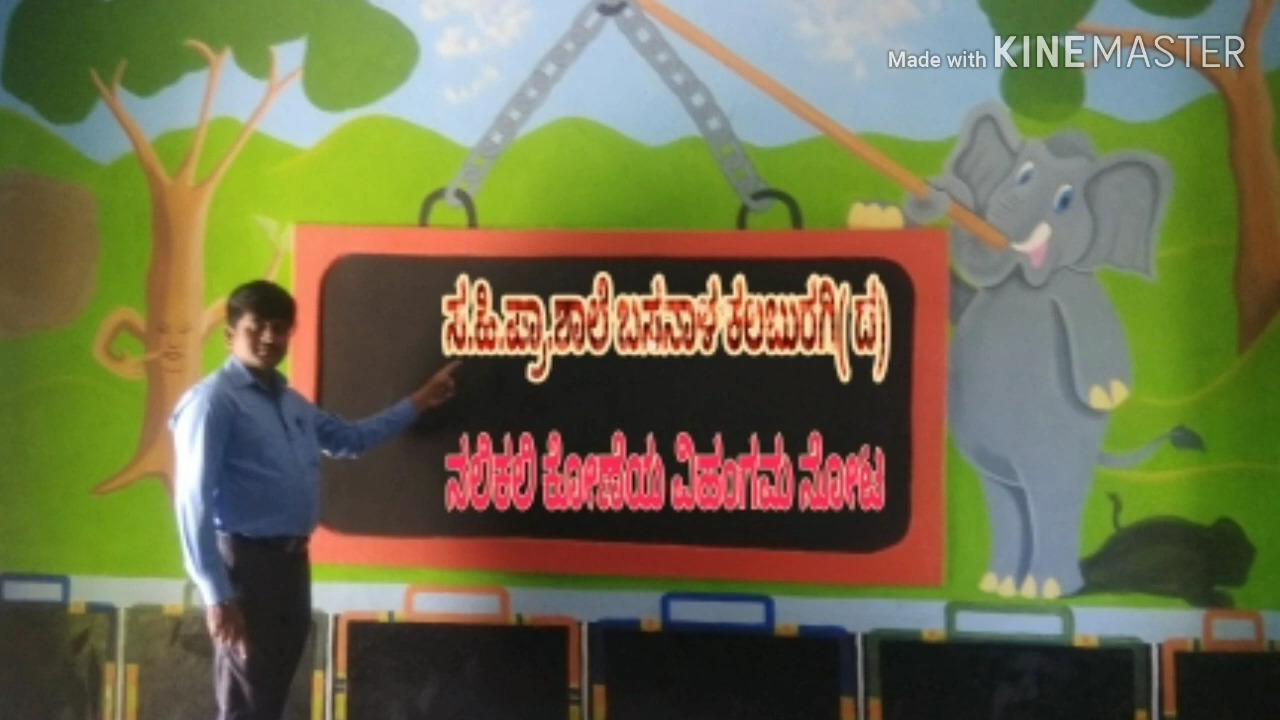 Made with KINEMASTER
ಸ.ಹಿ.ಪ್ರಾ.ಶಾಲೆ ಬಸನಾಳ ಕಲಬುರಗಿ(ದ)
ನಲಿಕಲಿ ಕೋಣೆಯ ವಿಹಂಗಮ ನೋಟ